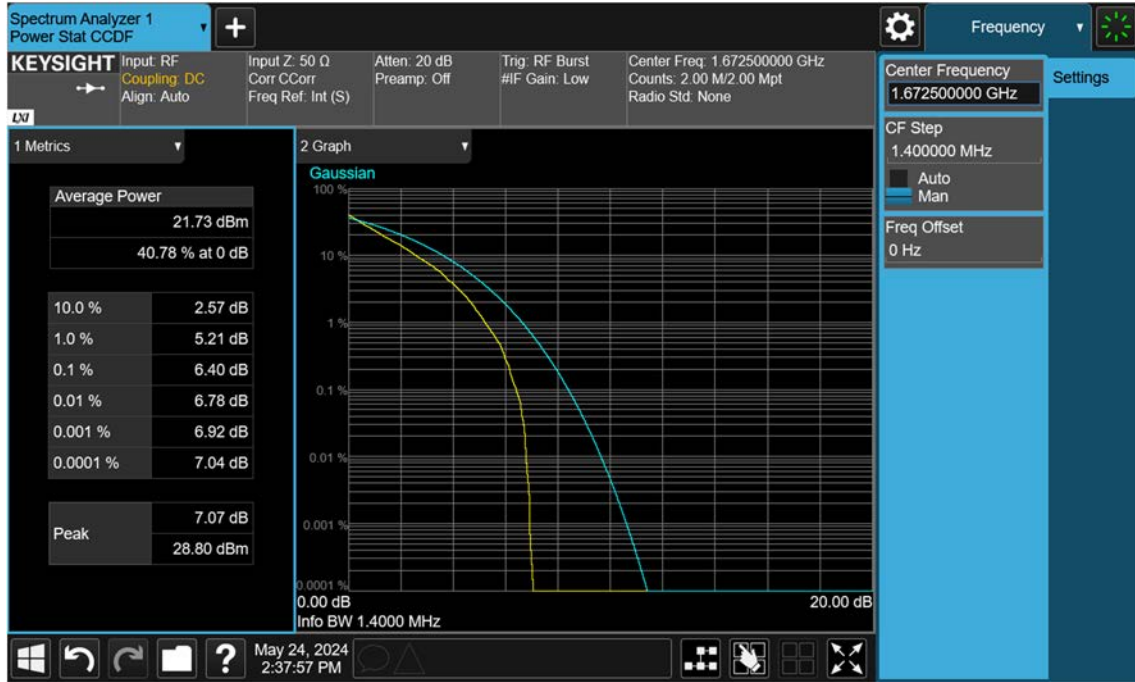 Spectrum Analyzer 1
Power Stat CCDF
+
Frequency
KEYSIGHT
LXI
Input: RF
Coupling: DC
Align: Auto
Input Z: 50 Ω
Corr CCorr
Freq Ref: Int (S)
Atten: 20 dB
Preamp: Off
Trig: RF Burst
#IF Gain: Low
Center Freq: 1.672500000 GHz
Counts: 2.00 M/2.00 Mpt
Radio Std: None
Center Frequency
1.672500000 GHz
Settings
CF Step
1.400000 MHz
Auto
Man
Freq Offset
0 Hz
1 Metrics
Average Power
21.73 dBm
40.78 % at 0 dB
10.0 % 2.57 dB
1.0 % 5.21 dB
0.1 % 6.40 dB
0.01 % 6.78 dB
0.001 % 6.92 dB
0.0001 % 7.04 dB
Peak 7.07 dB
28.80 dBm
2 Graph
Gaussian
100 %
10 %
1 %
0.1 %
0.01 %
0.001 %
0.0001 %
0.00 dB 20.00 dB
Info BW 1.4000 MHz
?
May 24, 2024
2:37:57 PM